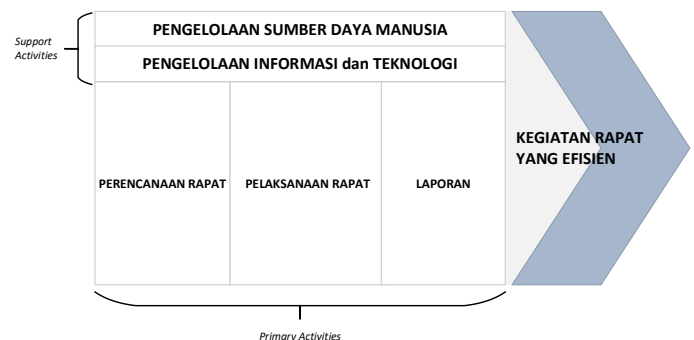 PENGELOLAAN SUMBER DAYA MANUSIA
Support
Activities
PENGELOLAAN INFORMASI dan TEKNOLOGI
KEGIATAN RAPAT
YANG EFISIEN
PERENCANAAN RAPAT
PELAKSANAAN RAPAT
LAPORAN
Primary Activities